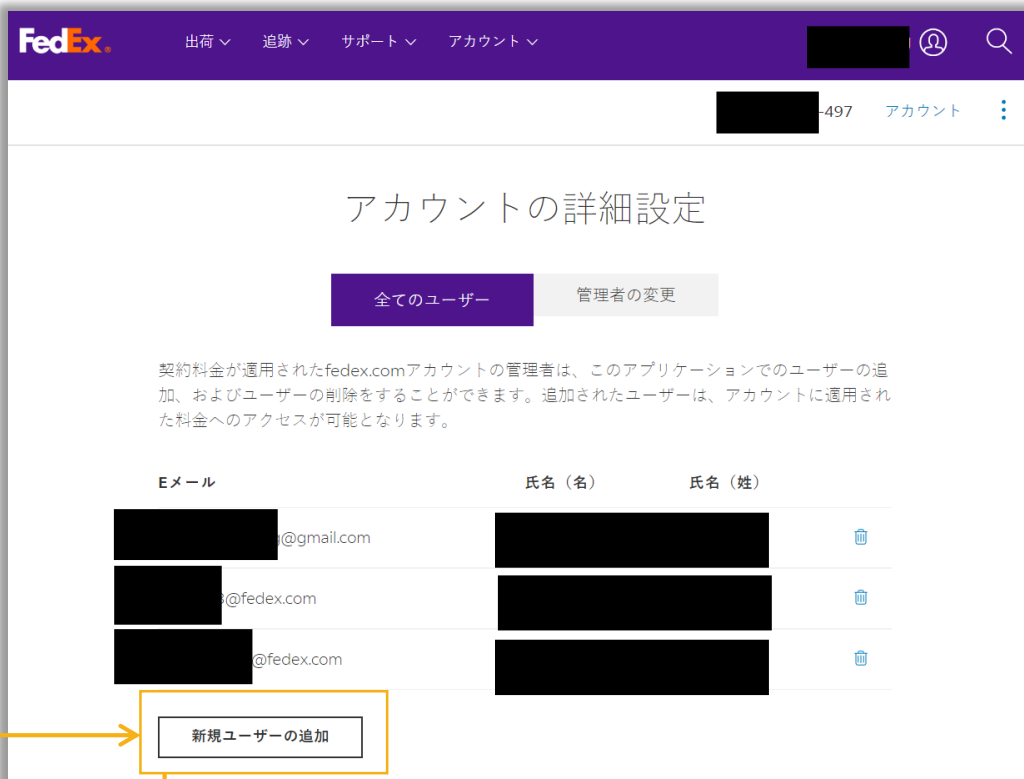 FedEx®
出荷 追跡 サポート アカウント
-497 アカウント
アカウントの詳細設定
全てのユーザー 管理者の変更
契約料金が適用されたfedex.comアカウントの管理者は、このアプリケーションでのユーザーの追
加、およびユーザーの削除をすることができます。追加されたユーザーは、アカウントに適用され
た料金へのアクセスが可能となります。
Eメール 氏名（名） 氏名（姓）
@gmail.com
@fedex.com
@fedex.com
新規ユーザーの追加